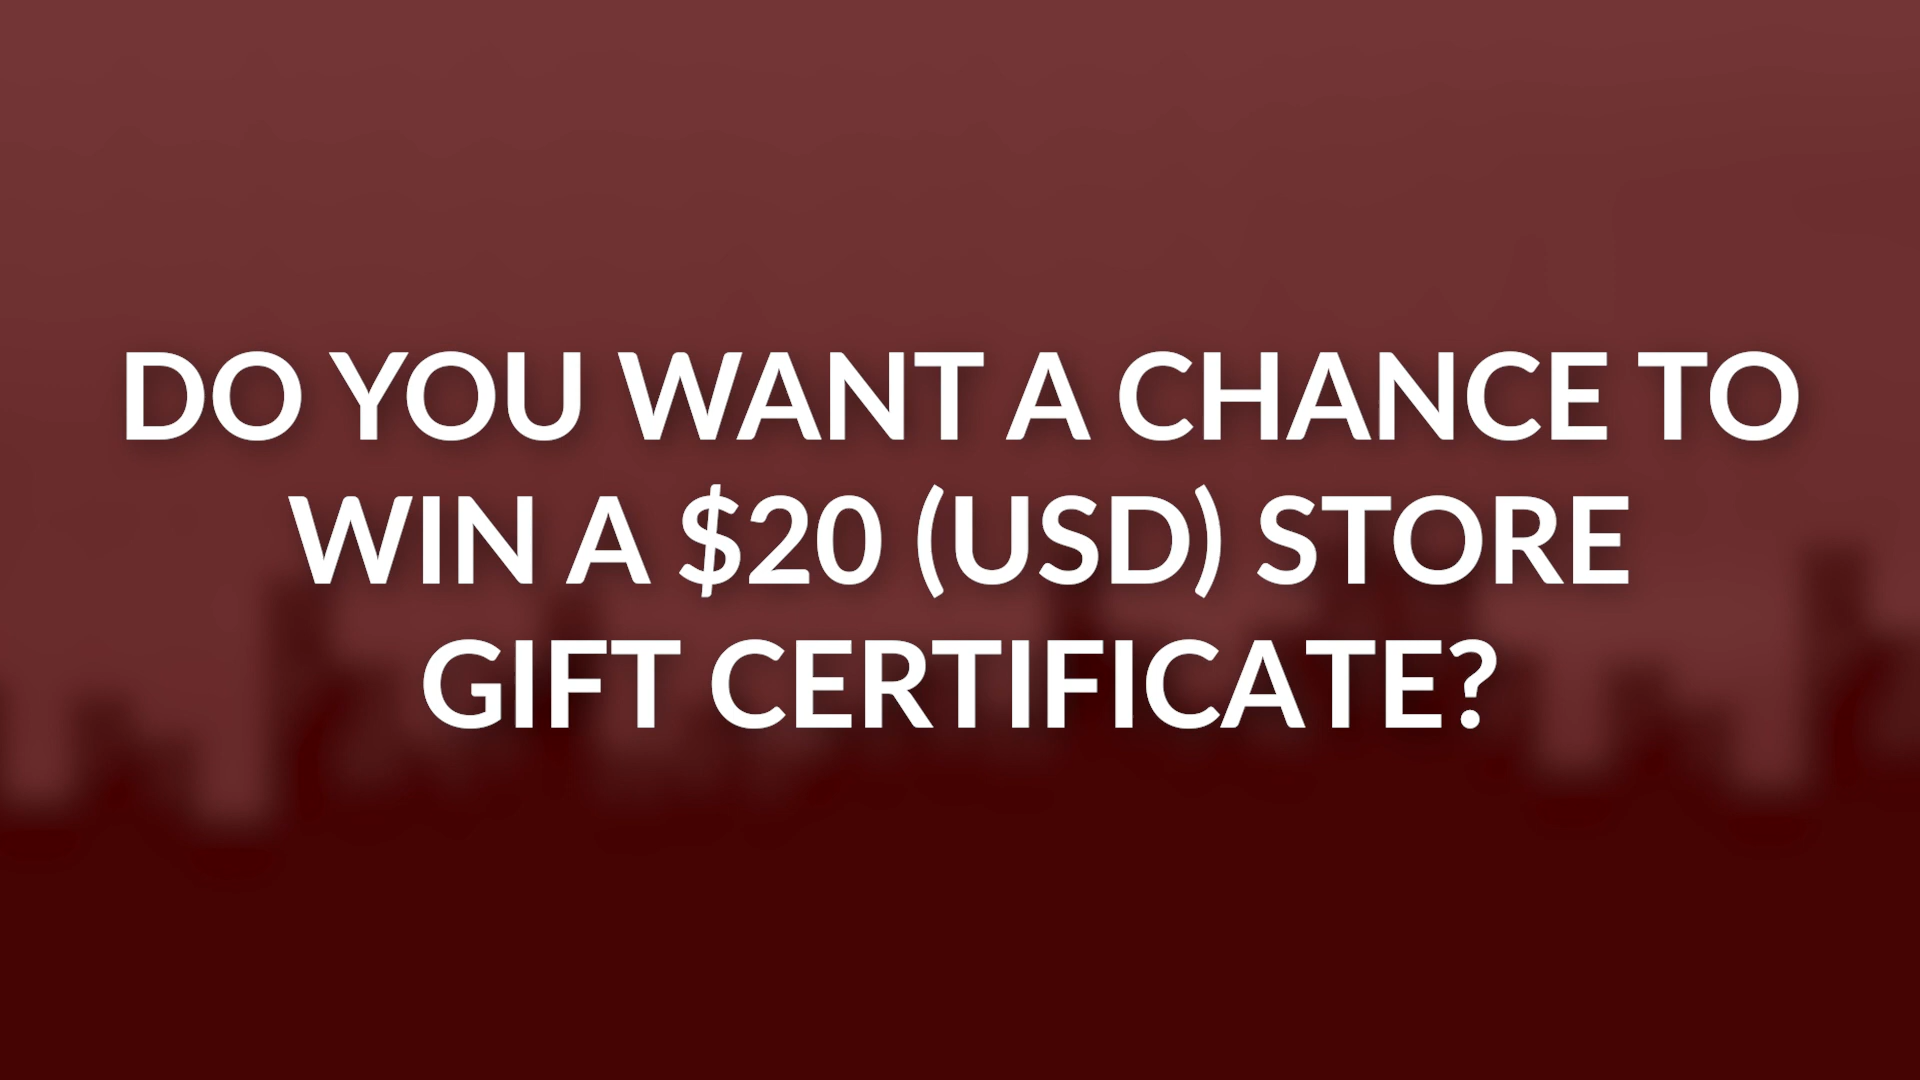 DO YOU WANT A CHANCE TO
WIN A $20 (USD) STORE
GIFT CERTIFICATE?